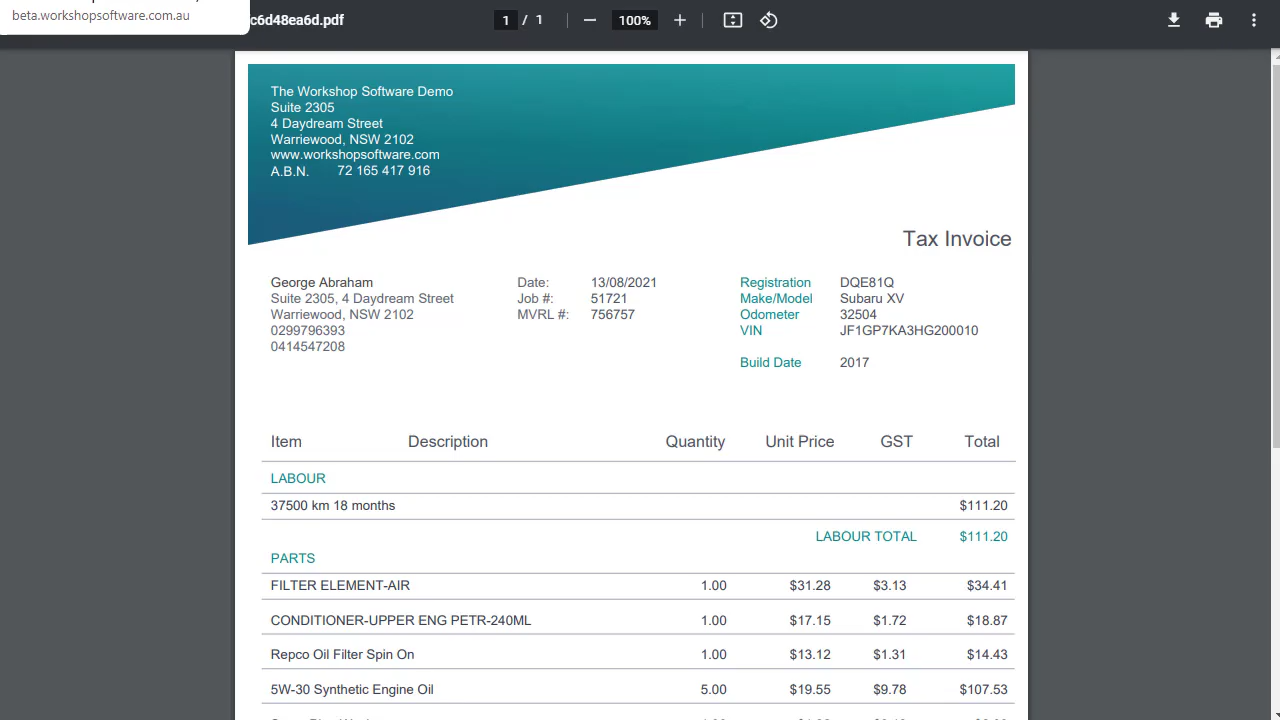 beta.workshopsoftware.com.au
c6d48ea6d.pdf
1 / 1
100%
The Workshop Software Demo
Suite 2305
4 Daydream Street
Warriewood, NSW 2102
www.workshopsoftware.com
A.B.N. 72 165 417 916
Tax Invoice
George Abraham
Suite 2305, 4 Daydream Street
Warriewood, NSW 2102
0299796393
0414547208
Date: 13/08/2021
Job #: 51721
MVRL #: 756757
Registration DQE81Q
Make/Model Subaru XV
Odometer 32504
VIN JF1GP7KA3HG200010
Build Date 2017
Item Description Quantity Unit Price GST Total
LABOUR
37500 km 18 months $111.20
LABOUR TOTAL $111.20
PARTS
FILTER ELEMENT-AIR 1.00 $31.28 $3.13 $34.41
CONDITIONER-UPPER ENG PETR-240ML 1.00 $17.15 $1.72 $18.87
Repco Oil Filter Spin On 1.00 $13.12 $1.31 $14.43
5W-30 Synthetic Engine Oil 5.00 $19.55 $9.78 $107.53